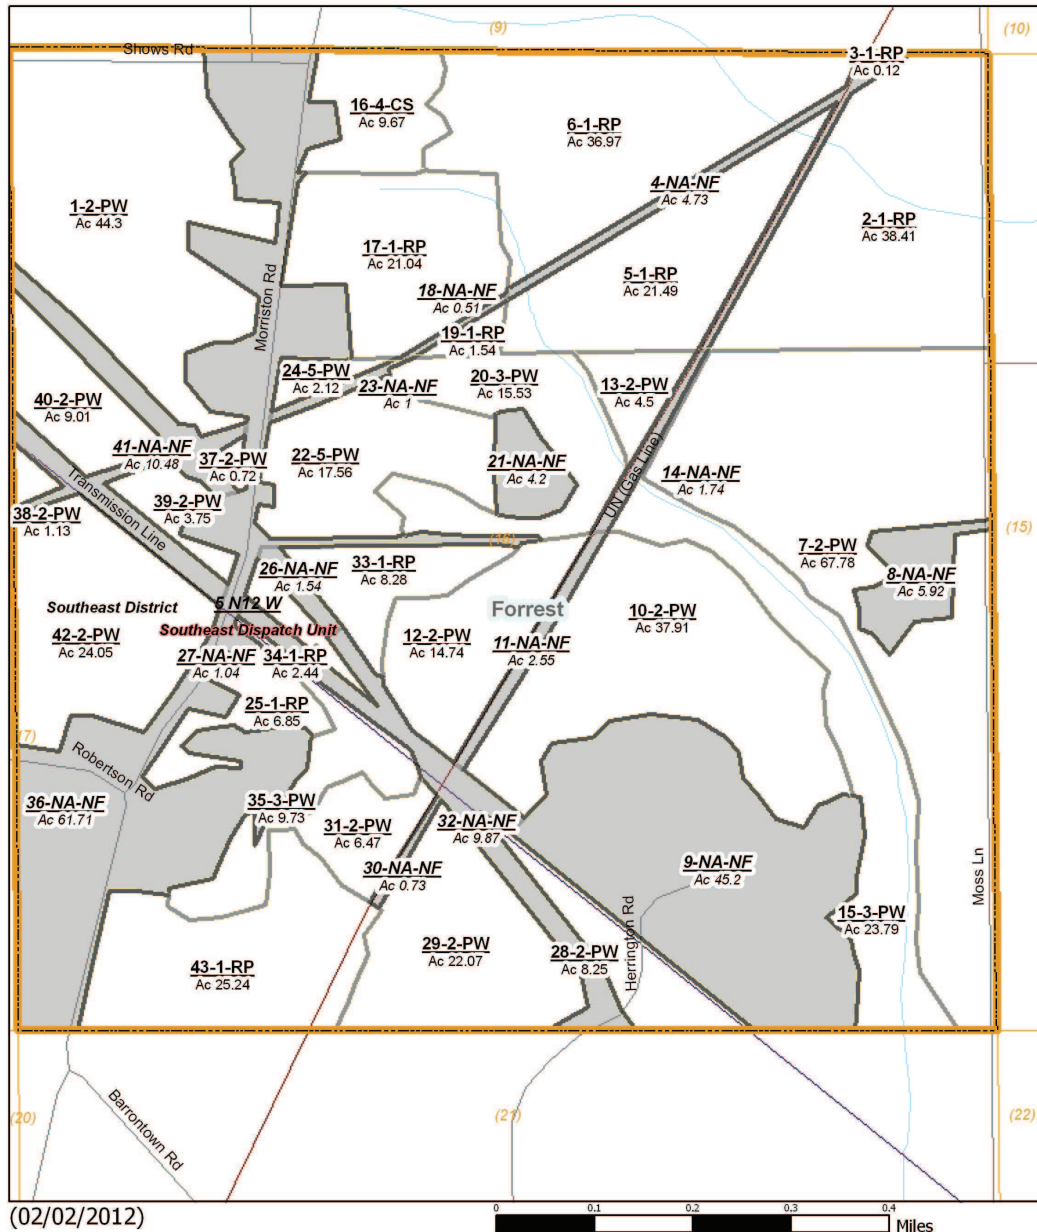 (9)
(10)
Shows Rd
3-1-RP
Ac 0.12
16-4-CS
Ac 9.67
6-1-RP
Ac 36.97
4-NA-NF
Ac 4.73
1-2-PW
Ac 44.3
2-1-RP
Ac 38.41
17-1-RP
Ac 21.04
5-1-RP
Ac 21.49
18-NA-NF
Ac 0.51
Morriston Rd
19-1-RP
Ac 1.54
24-5-PW
Ac 2.12
23-NA-NF
Ac 1
20-3-PW
Ac 15.53
13-2-PW
Ac 4.5
40-2-PW
Ac 9.01
41-NA-NF
Ac 10.48
37-2-PW
Ac 0.72
22-5-PW
Ac 17.56
21-NA-NF
Ac 4.2
UN (Gas Line)
14-NA-NF
Ac 1.74
Transmission Line
39-2-PW
Ac 3.75
38-2-PW
Ac 1.13
(16)
(15)
7-2-PW
Ac 67.78
33-1-RP
Ac 8.28
26-NA-NF
Ac 1.54
8-NA-NF
Ac 5.92
Southeast District
5 N12 W
Forrest
10-2-PW
Ac 37.91
Southeast Dispatch Unit
42-2-PW
Ac 24.05
12-2-PW
Ac 14.74
11-NA-NF
Ac 2.55
27-NA-NF
Ac 1.04
34-1-RP
Ac 2.44
25-1-RP
Ac 6.85
17)
Robertson Rd
36-NA-NF
Ac 61.71
35-3-PW
Ac 9.73
31-2-PW
Ac 6.47
32-NA-NF
Ac 9.87
30-NA-NF
Ac 0.73
9-NA-NF
Ac 45.2
Moss Ln
15-3-PW
Ac 23.79
Herrington Rd
29-2-PW
Ac 22.07
28-2-PW
Ac 8.25
43-1-RP
Ac 25.24
Barrontown Rd
(20)
(21)
(22)
(02/02/2012)
0 0.1 0.2 0.3 0.4
Miles